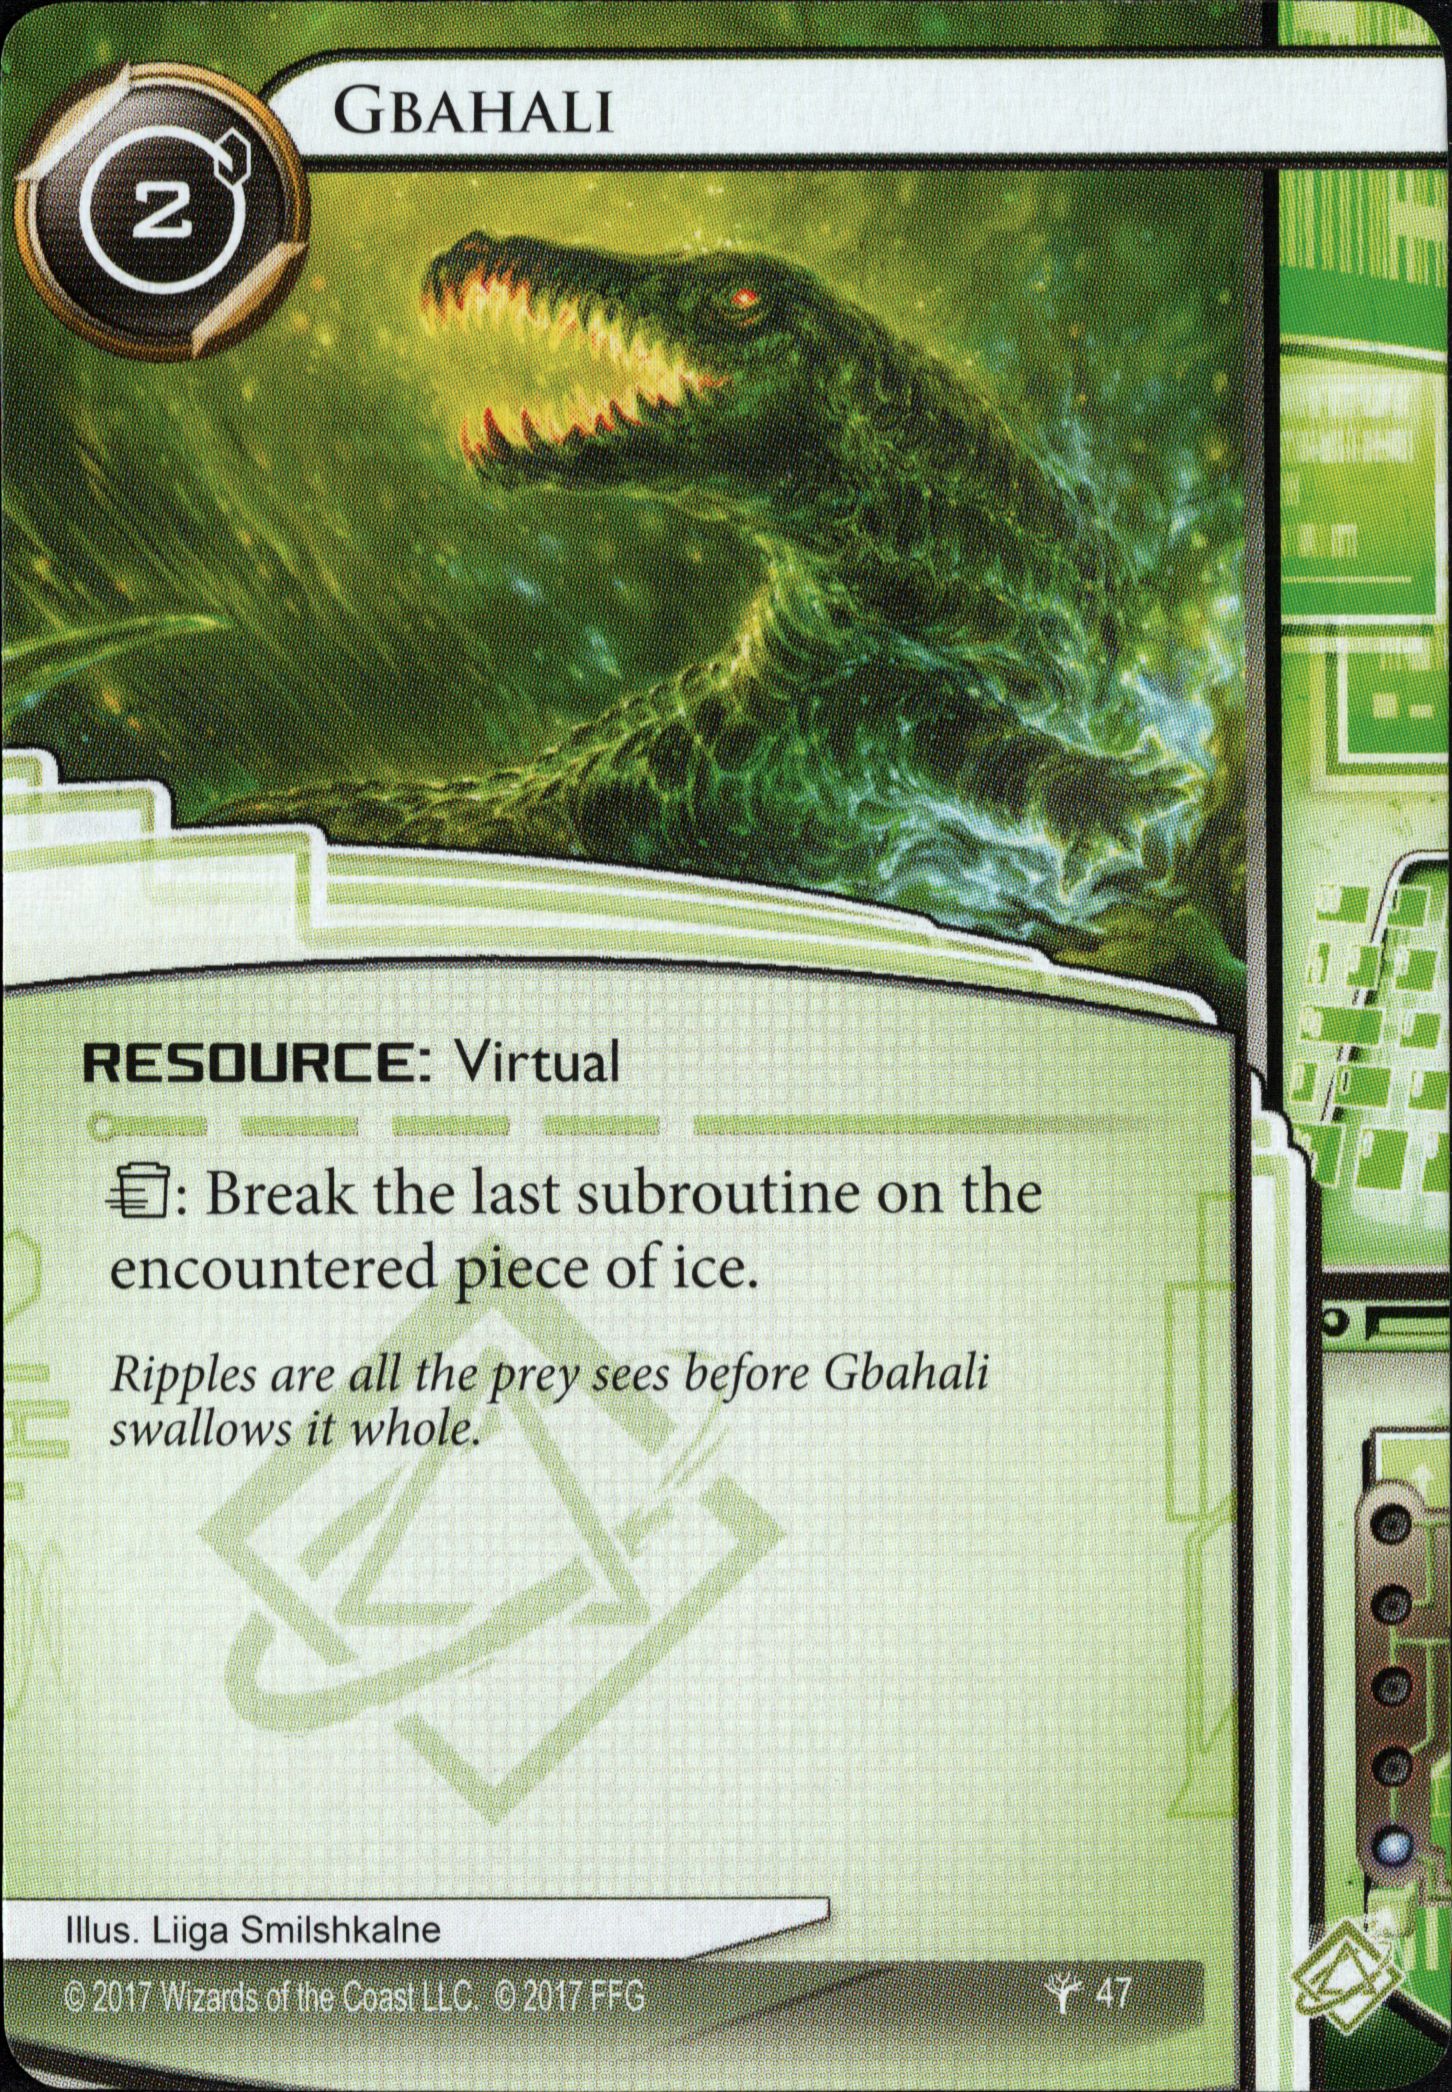 Gbahali
2
RESOURCE: Virtual
: Break the last subroutine on the
encountered piece of ice.
Ripples are all the prey sees before Gbahali
swallows it whole.
Illus. Liiga Smilshkalne
© 2017 Wizards of the Coast LLC. © 2017 FFG
47